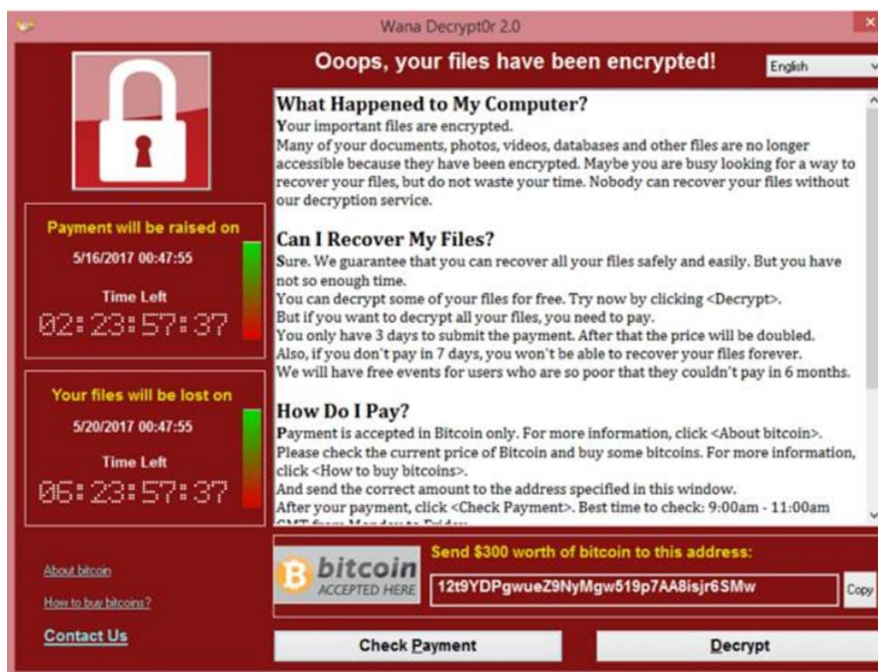 Wana Decrypt0r 2.0
Ooops, your files have been encrypted!
English
What Happened to My Computer?
Your important files are encrypted.
Many of your documents, photos, videos, databases and other files are no longer
accessible because they have been encrypted. Maybe you are busy looking for a way to
recover your files, but do not waste your time. Nobody can recover your files without
our decryption service.
Can I Recover My Files?
Sure. We guarantee that you can recover all your files safely and easily. But you have
not so enough time.
You can decrypt some of your files for free. Try now by clicking <Decrypt>.
But if you want to decrypt all your files, you need to pay.
You only have 3 days to submit the payment. After that the price will be doubled.
Also, if you don't pay in 7 days, you won't be able to recover your files forever.
We will have free events for users who are so poor that they couldn't pay in 6 months.
How Do I Pay?
Payment is accepted in Bitcoin only. For more information, click <About bitcoin>.
Please check the current price of Bitcoin and buy some bitcoins. For more information,
click <How to buy bitcoins>.
And send the correct amount to the address specified in this window.
After your payment, click <Check Payment>. Best time to check: 9:00am - 11:00am
GMT from Monday to Friday
Payment will be raised on
5/16/2017 00:47:55
Time Left
02:23:57:37
Your files will be lost on
5/20/2017 00:47:55
Time Left
06:23:57:37
About bitcoin
How to buy bitcoins?
Contact Us
bitcoin
ACCEPTED HERE
Send $300 worth of bitcoin to this address:
12t9YDPgwueZ9NyMgw519p7AA8isjr6SMw
Copy
Check Payment
Decrypt